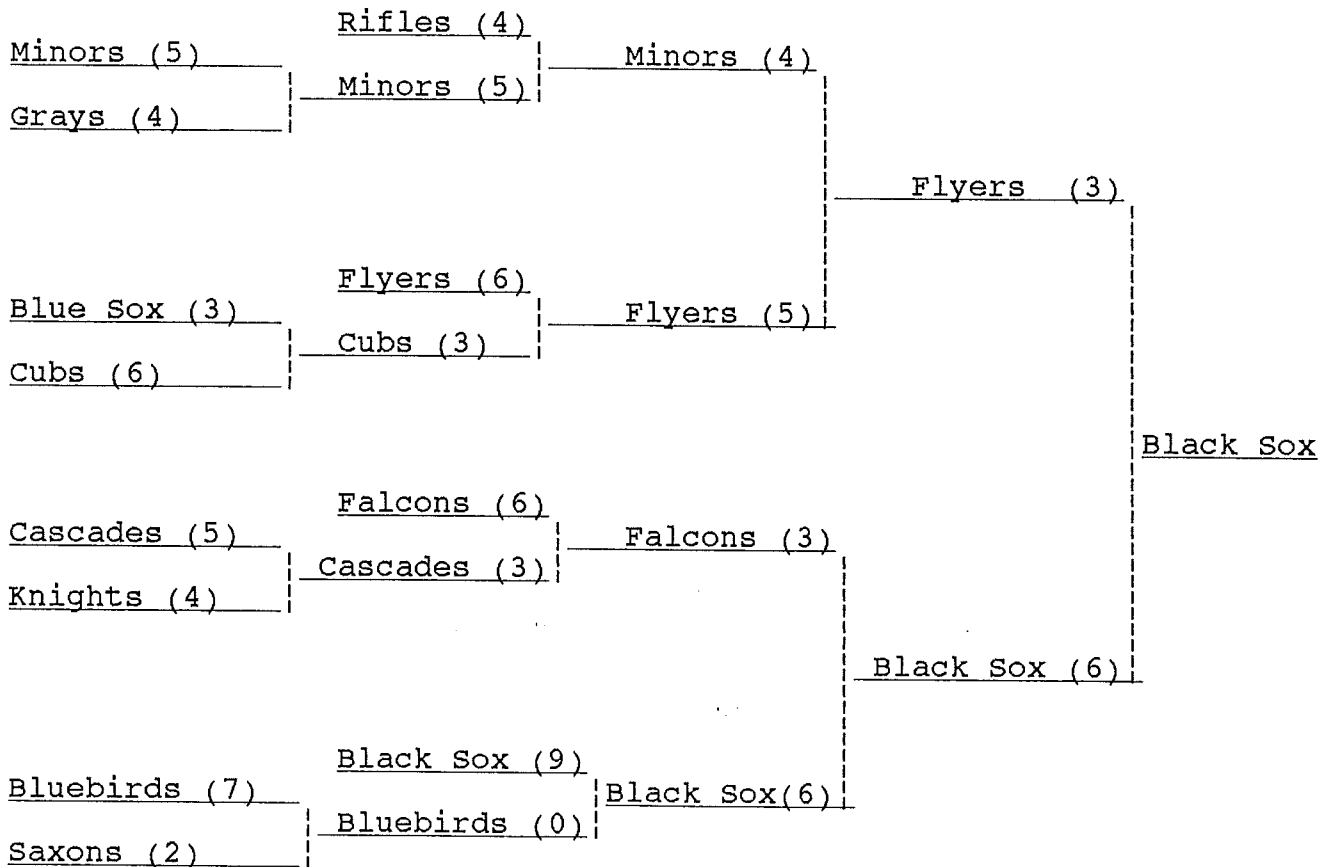 Rifles (4)
Minors (5)
Minors (4)
Minors (5)
Grays (4)
Flyers (3)
Flyers (6)
Blue Sox (3)
Flyers (5)
Cubs (3)
Cubs (6)
Black Sox
Falcons (6)
Cascades (5)
Falcons (3)
Cascades (3)
Knights (4)
Black Sox (6)
Black Sox (9)
Bluebirds (7)
Black Sox(6)
Bluebirds (0)
Saxons (2)